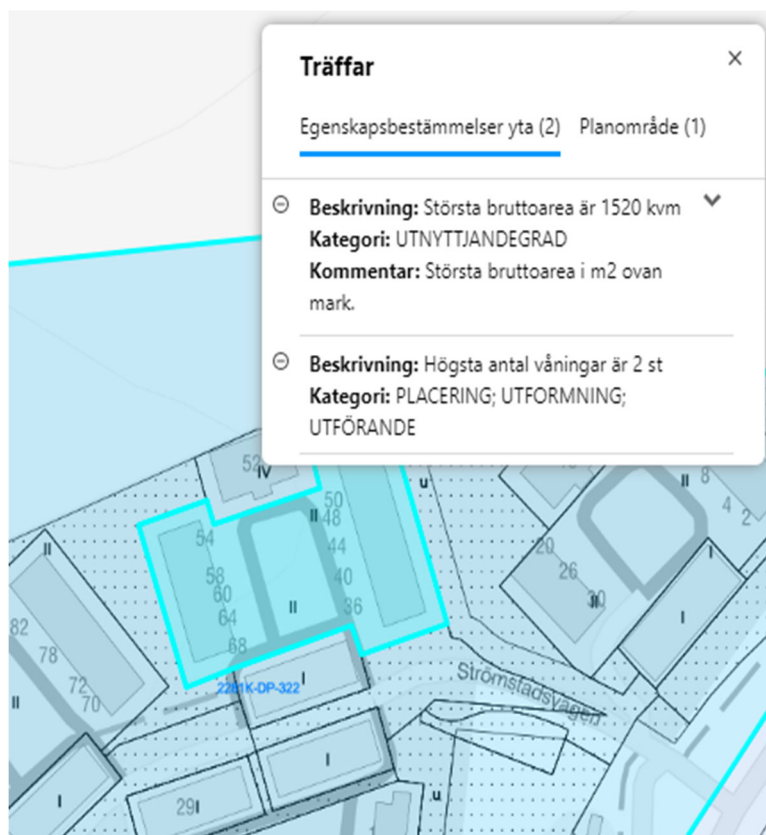 Träffar
×
Egenskapsbestämmelser yta (2) Planområde (1)
Beskrivning: Största bruttoarea är 1520 kvm
Kategori: UTNYTTJANDEGRAD
Kommentar: Största bruttoarea i m2 ovan
mark.
Beskrivning: Högsta antal våningar är 2 st
Kategori: PLACERING; UTFORMNING;
UTFÖRANDE
52
IV
u
II
8
4
2
50
II
48
54
44
II
20
I
58
40
26
60
II
36
30
II
I
64
82
68
78
I
Strömstadsvägen
72
2281K-DP-322
70
II
I
I
29
I
u